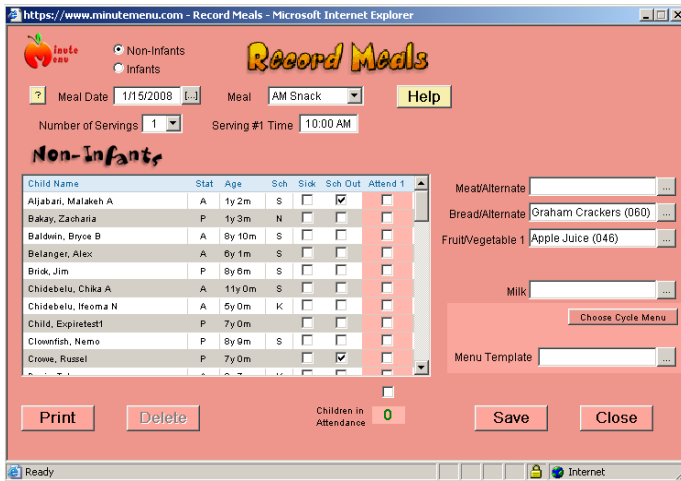 https://www.minutemenu.com - Record Meals - Microsoft Internet Explorer
inute
enu
Non-Infants
Infants
Record Meals
? Meal Date 1/15/2008 [...] Meal AM Snack Help
Number of Servings 1 Serving #1 Time 10:00 AM
Non-Infants
Child Name Stat Age Sch Sick Sch Out Attend 1
Aljabari, Malakeh A A 1y 2m S
Bakay, Zacharia P 1y 3m N
Baldwin, Bryce B A 8y 10m S
Belanger, Alex A 6y 1m S
Brick, Jim P 8y 6m S
Chidebelu, Chika A A 11y 0m S
Chidebelu, Ifeoma N A 5y 0m K
Child, Expiretest1 P 7y 0m
Clownfish, Nemo P 8y 9m S
Crowe, Russel P 7y 0m
Meat/Alternate ...
Bread/Alternate Graham Crackers (060) ...
Fruit/Vegetable 1 Apple Juice (046) ...
Milk ...
Choose Cycle Menu
Menu Template ...
Print Delete Children in Attendance 0 Save Close
Ready Internet